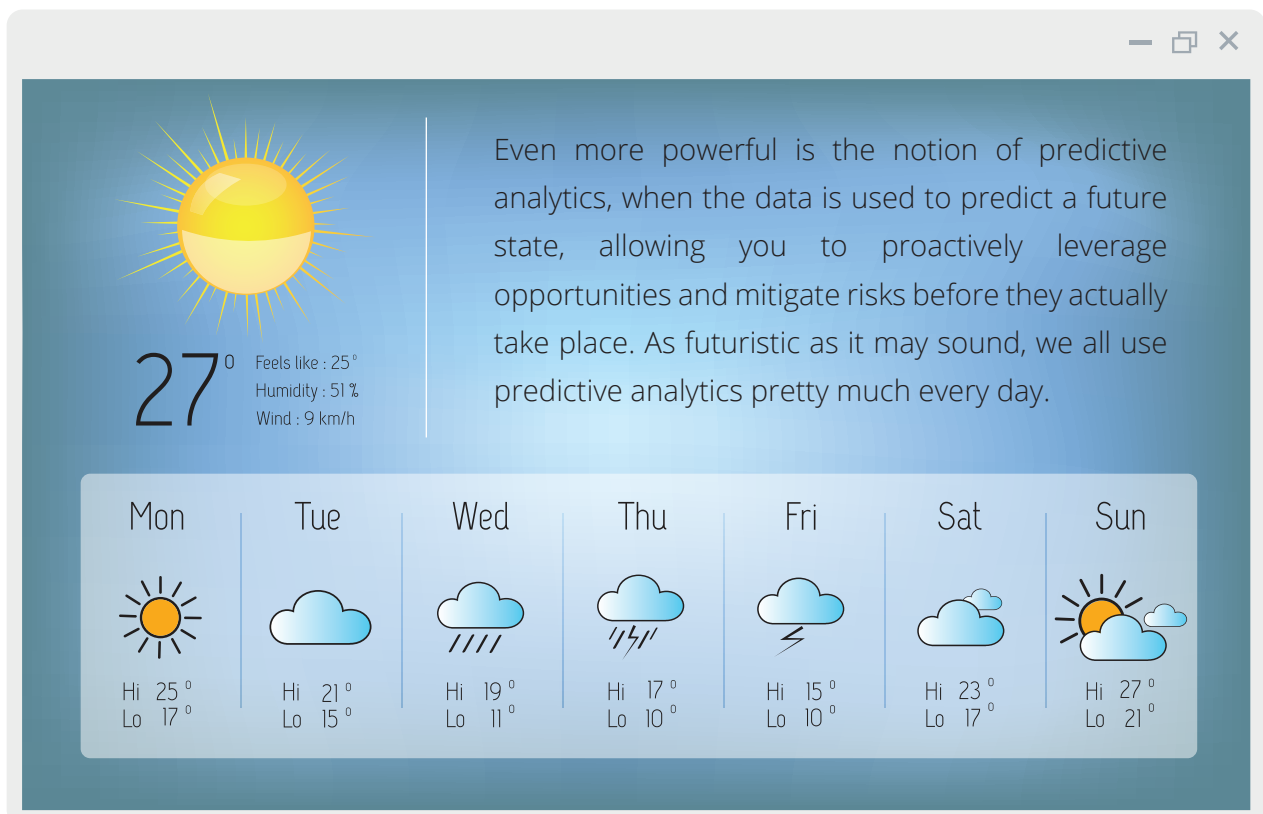 Even more powerful is the notion of predictive
analytics, when the data is used to predict a future
state, allowing you to proactively leverage
opportunities and mitigate risks before they actually
take place. As futuristic as it may sound, we all use
predictive analytics pretty much every day.
27°
Feels like : 25°
Humidity : 51 %
Wind : 9 km/h
Mon Tue Wed Thu Fri Sat Sun
Hi 25° Hi 21° Hi 19° Hi 17° Hi 15° Hi 23° Hi 27°
Lo 17° Lo 15° Lo 11° Lo 10° Lo 10° Lo 17° Lo 21°